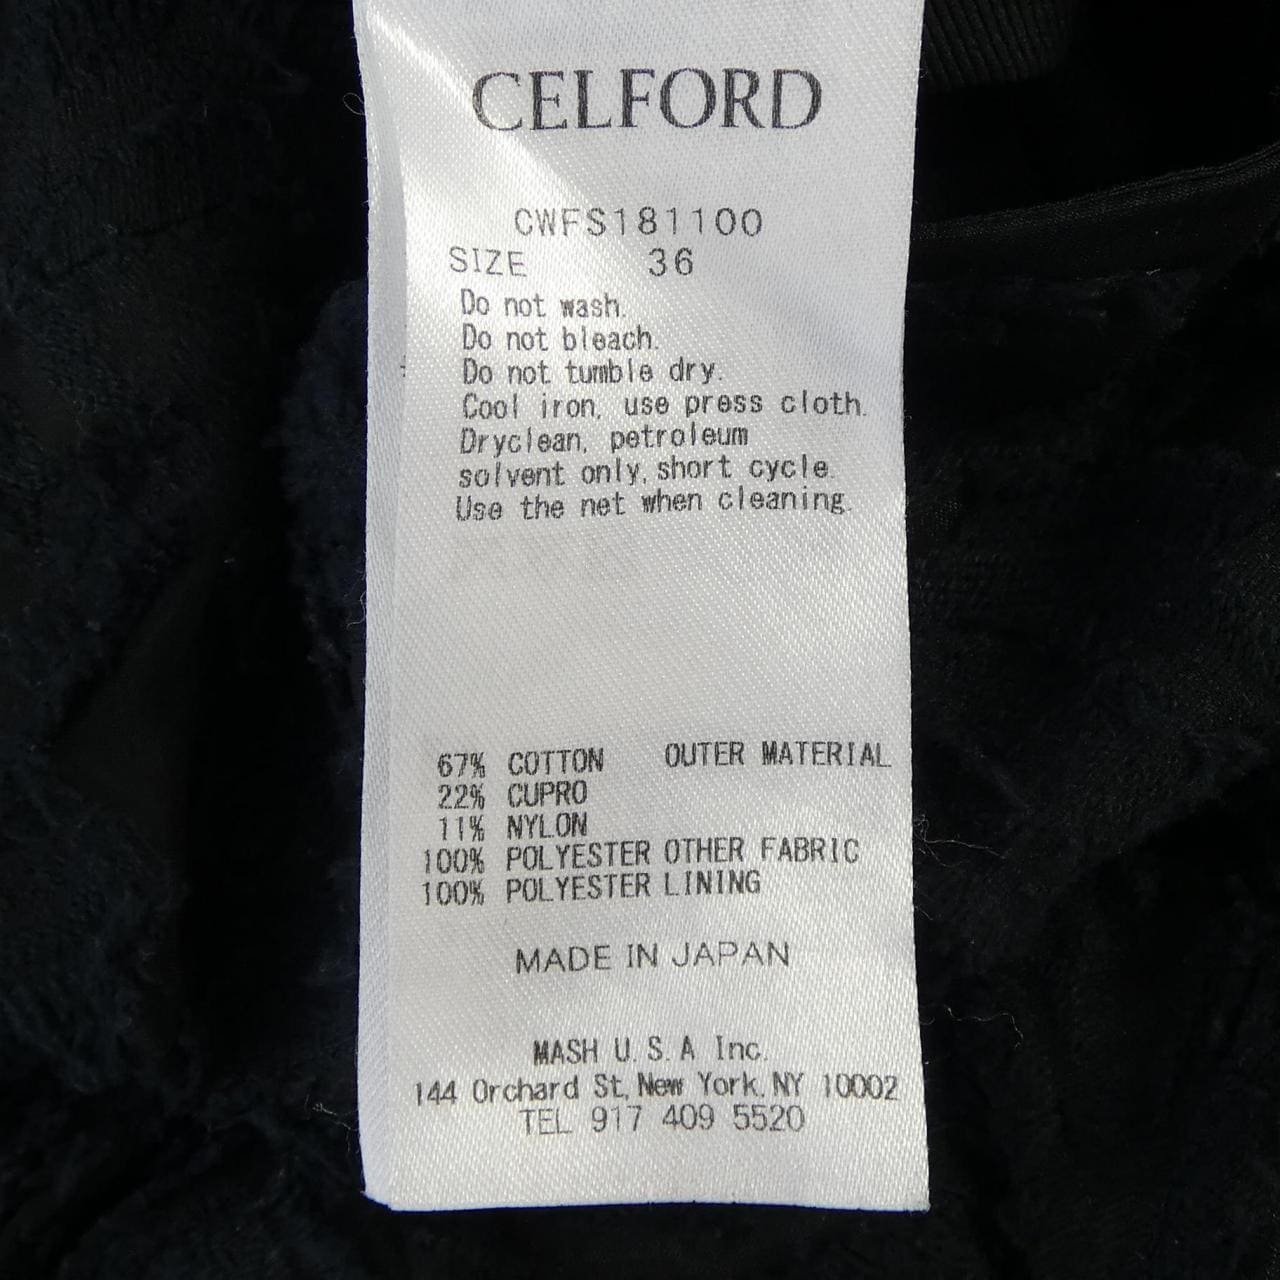 CELFORD
CWFS181100
SIZE 36
Do not wash.
Do not bleach.
Do not tumble dry.
Cool iron, use press cloth.
Dryclean, petroleum
solvent only, short cycle.
Use the net when cleaning.
67% COTTON OUTER MATERIAL
22% CUPRO
11% NYLON
100% POLYESTER OTHER FABRIC
100% POLYESTER LINING
MADE IN JAPAN
MASH U.S.A Inc.
144 Orchard St, New York, NY 10002
TEL 917 409 5520